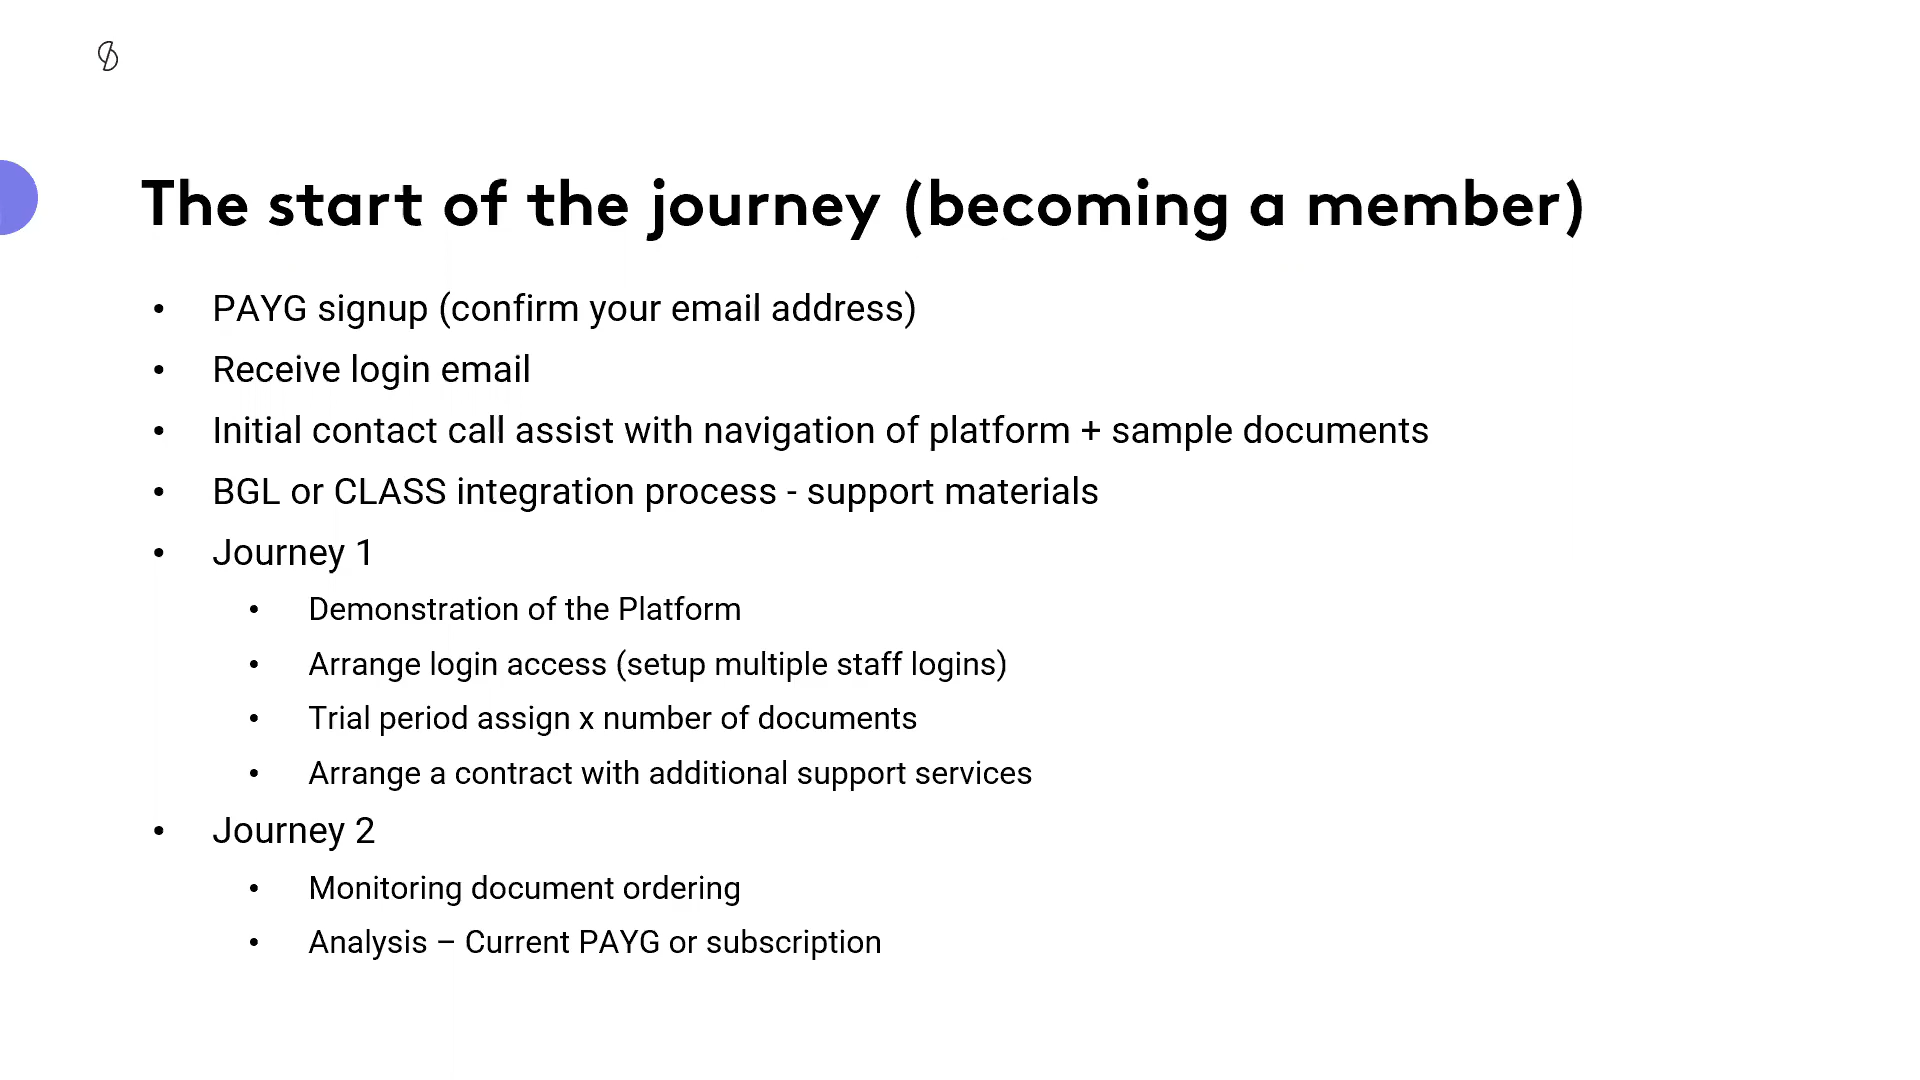 The start of the journey (becoming a member)
• PAYG signup (confirm your email address)
• Receive login email
• Initial contact call assist with navigation of platform + sample documents
• BGL or CLASS integration process - support materials
• Journey 1
• Demonstration of the Platform
• Arrange login access (setup multiple staff logins)
• Trial period assign x number of documents
• Arrange a contract with additional support services
• Journey 2
• Monitoring document ordering
• Analysis – Current PAYG or subscription